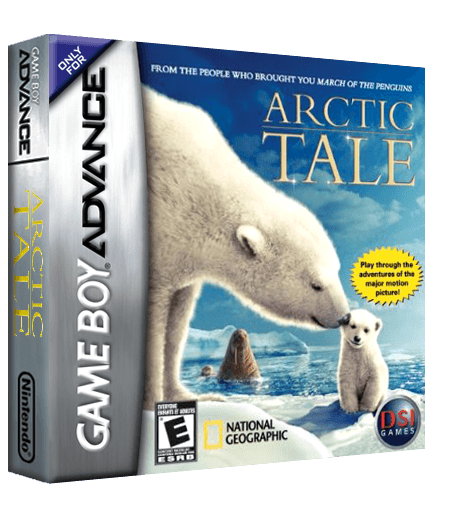 GAME BOY
ADVANCE
ARCTIC
TALE
Nintendo
ONLY
FOR
GAME BOY ADVANCE
FROM THE PEOPLE WHO BROUGHT YOU MARCH OF THE PENGUINS
ARCTIC
TALE
Play through the
adventures of the
major motion
picture!
EVERYONE
E
ESRB
NATIONAL
GEOGRAPHIC
DSI
GAMES